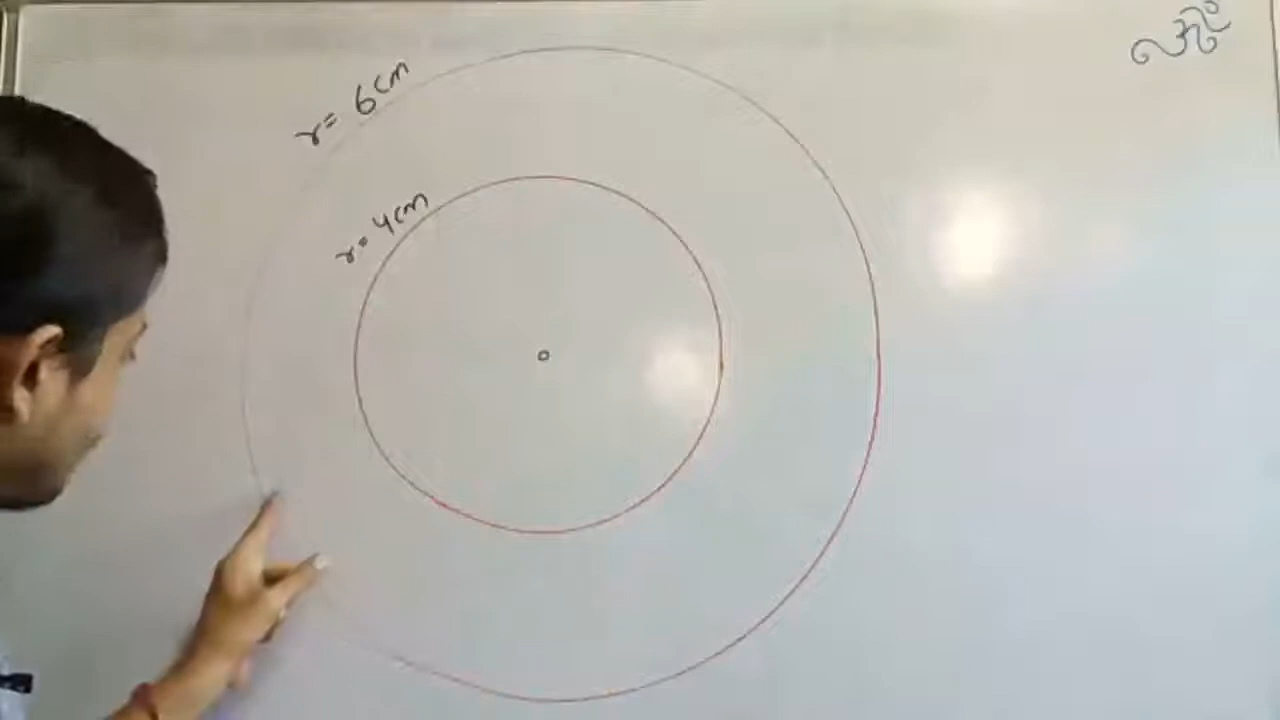 r= 6cm
r= 4cm
o